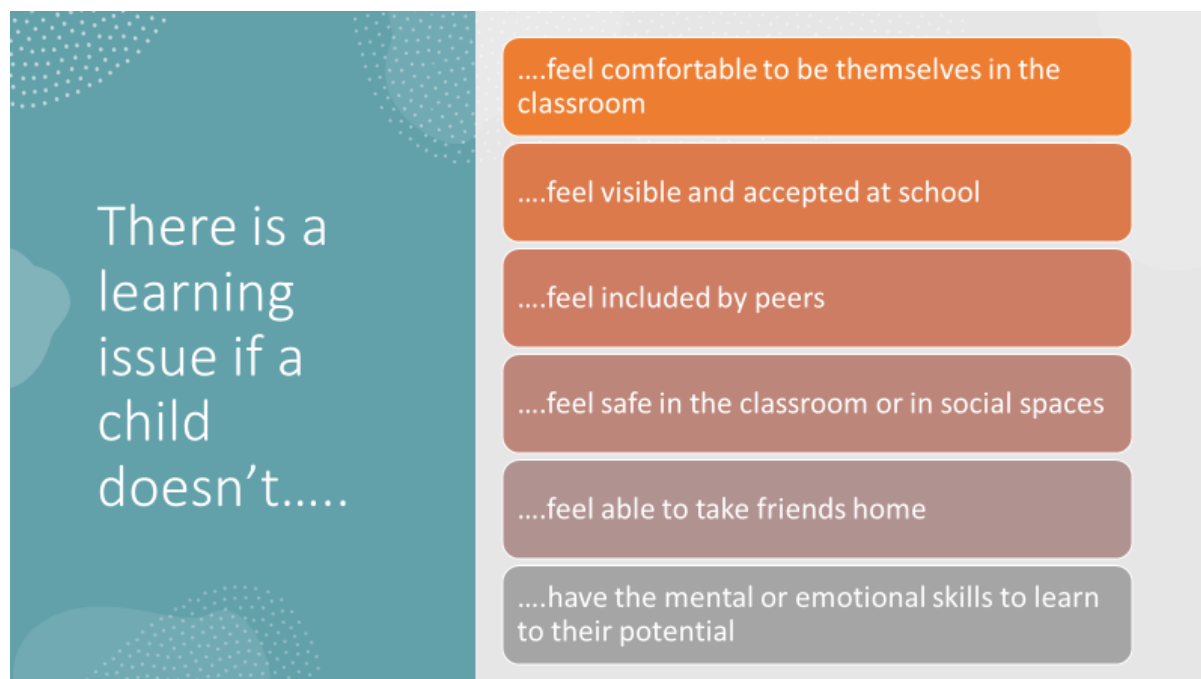 There is a
learning
issue if a
child
doesn’t…..
….feel comfortable to be themselves in the
classroom
….feel visible and accepted at school
….feel included by peers
….feel safe in the classroom or in social spaces
….feel able to take friends home
….have the mental or emotional skills to learn
to their potential